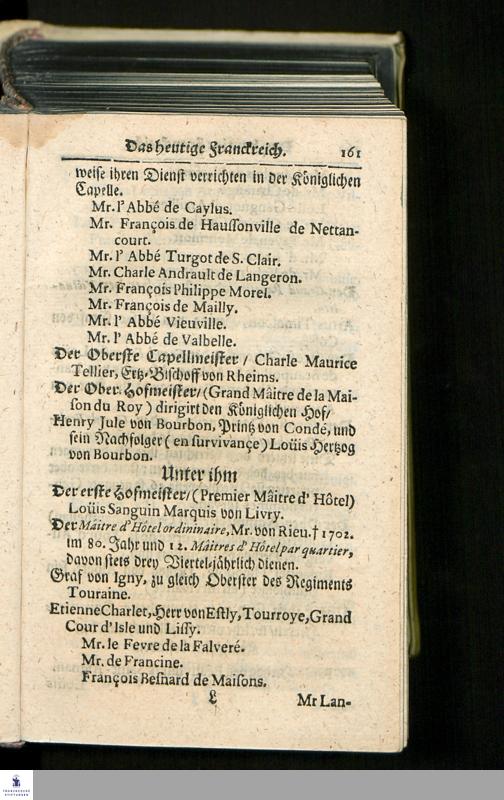 Das heutige Franckreich. 161
weise ihren Dienst verrichten in der Königlichen
Capelle.
Mr. l'Abbé de Caylus.
Mr. François de Haussonville de Nettan-
court.
Mr. l' Abbé Turgot de S. Clair.
Mr. Charle Andrault de Langeron.
Mr. François Philippe Morel.
Mr. François de Mailly.
Mr. l' Abbé Vieuville.
Mr. l' Abbé de Valbelle.
Der Oberste Capellmeister / Charle Maurice
Tellier, Ertz-Bischoff von Rheims.
Der Ober-Hofmeister/(Grand Mâitre de la Mai-
son du Roy) dirigirt den Königlichen Hof/
Henry Jule von Bourbon, Printz von Condé, und
sein Nachfolger (en survivançe) Loüis Hertzog
von Bourbon.
Unter ihm
Der erste Hofmeister/(Premier Mâitre d' Hôtel)
Loüis Sanguin Marquis von Livry.
Der Mâitre d' Hôtel ordininaire, Mr. von Rieu. † 1702.
im 80. Jahr und 12. Mâitres d' Hôtel par quartier,
davon stets drey Viertel-jährlich dienen.
Graf von Igny, zu gleich Oberster des Regiments
Touraine.
Etienne Charlet, Herr von Estly, Tourroye, Grand
Cour d'Isle und Lissy.
Mr. le Fevre de la Falveré.
Mr. de Francine.
François Besnard de Maisons.
L Mr Lan-
FRANCKESCHE
STIFTUNGEN